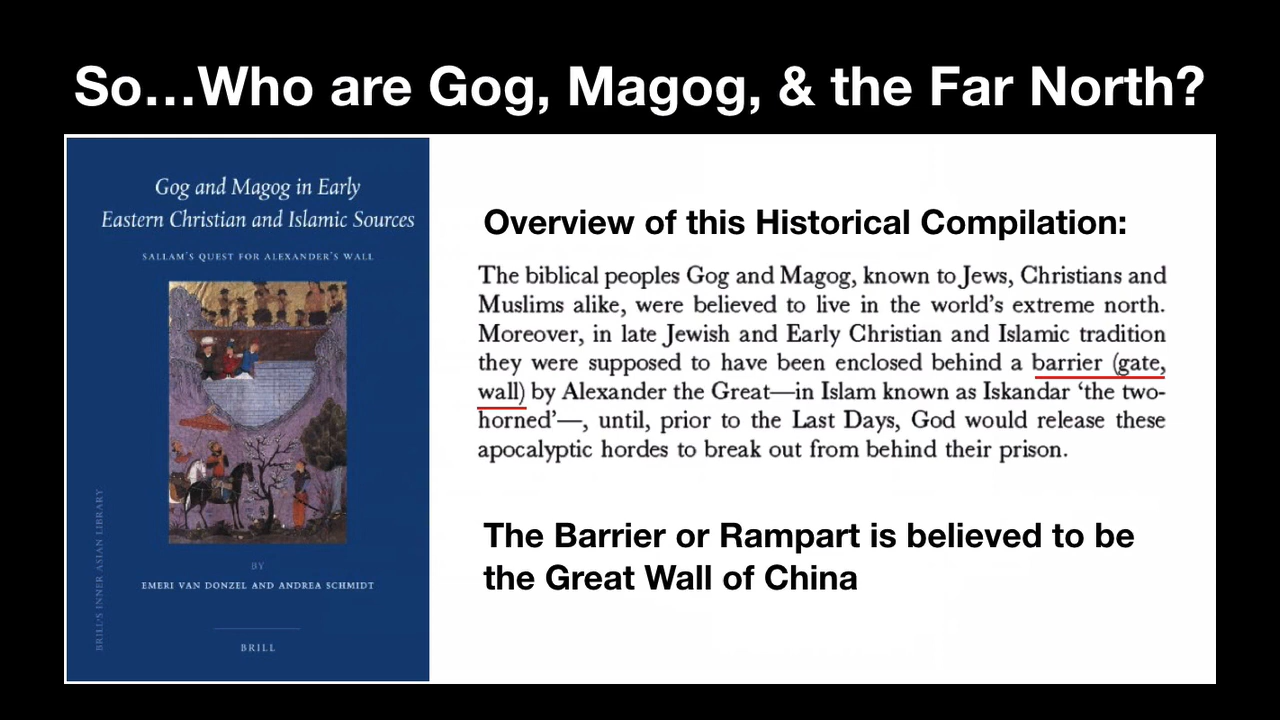 So...Who are Gog, Magog, & the Far North?
Gog and Magog in Early
Eastern Christian and Islamic Sources
SALLAM'S QUEST FOR ALEXANDER'S WALL
BY
EMERI VAN DONZEL AND ANDREA SCHMIDT
BRILL
BRILL'S INNER ASIAN LIBRARY
Overview of this Historical Compilation:
The biblical peoples Gog and Magog, known to Jews, Christians and
Muslims alike, were believed to live in the world's extreme north.
Moreover, in late Jewish and Early Christian and Islamic tradition
they were supposed to have been enclosed behind a barrier (gate,
wall) by Alexander the Great—in Islam known as Iskandar 'the two-
horned'—, until, prior to the Last Days, God would release these
apocalyptic hordes to break out from behind their prison.
The Barrier or Rampart is believed to be
the Great Wall of China